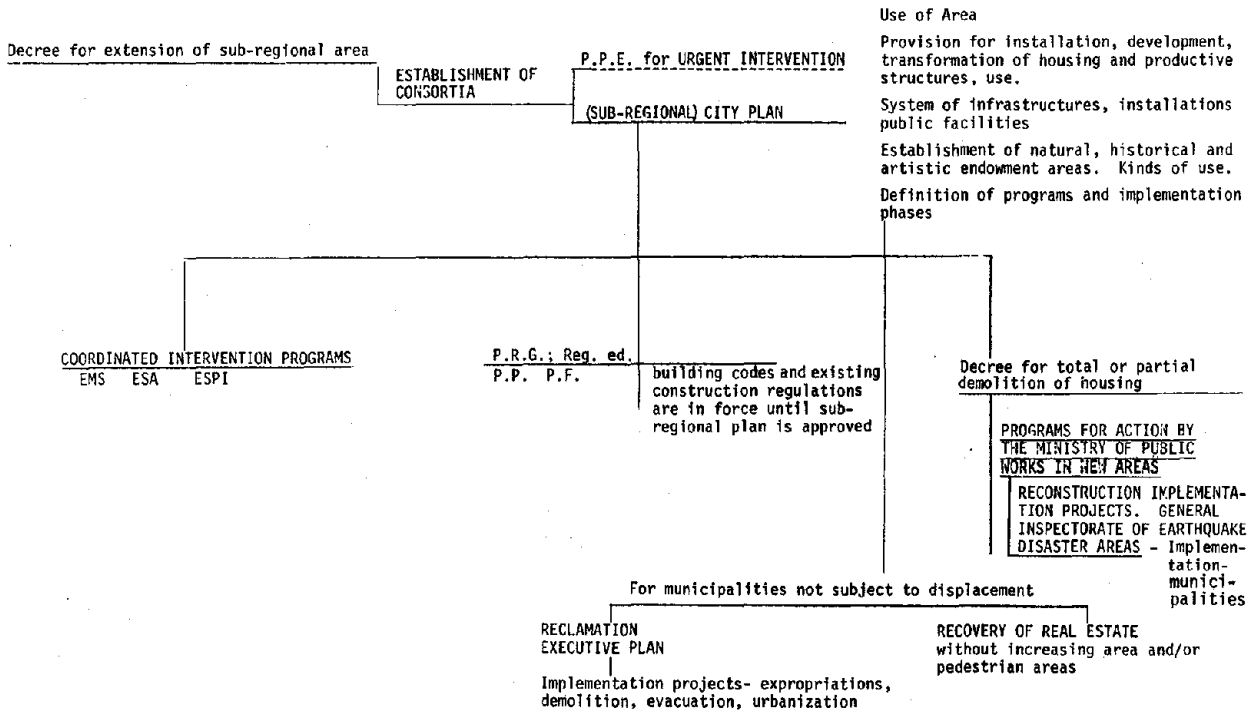 Decree for extension of sub-regional area
ESTABLISHMENT OF
CONSORTIA
P.P.E. for URGENT INTERVENTION
(SUB-REGIONAL) CITY PLAN
Use of Area
Provision for installation, development,
transformation of housing and productive
structures, use.
System of infrastructures, installations
public facilities
Establishment of natural, historical and
artistic endowment areas. Kinds of use.
Definition of programs and implementation
phases
COORDINATED INTERVENTION PROGRAMS
EMS ESA ESPI
P.R.G.; Reg. ed.
P.P. P.F.
building codes and existing
construction regulations
are in force until sub-
regional plan is approved
Decree for total or partial
demolition of housing
PROGRAMS FOR ACTION BY
THE MINISTRY OF PUBLIC
WORKS IN NEW AREAS
RECONSTRUCTION IMPLEMENTA-
TION PROJECTS. GENERAL
INSPECTORATE OF EARTHQUAKE
DISASTER AREAS - Implemen-
tation-
munici-
palities
For municipalities not subject to displacement
RECLAMATION
EXECUTIVE PLAN
Implementation projects- expropriations,
demolition, evacuation, urbanization
RECOVERY OF REAL ESTATE
without increasing area and/or
pedestrian areas